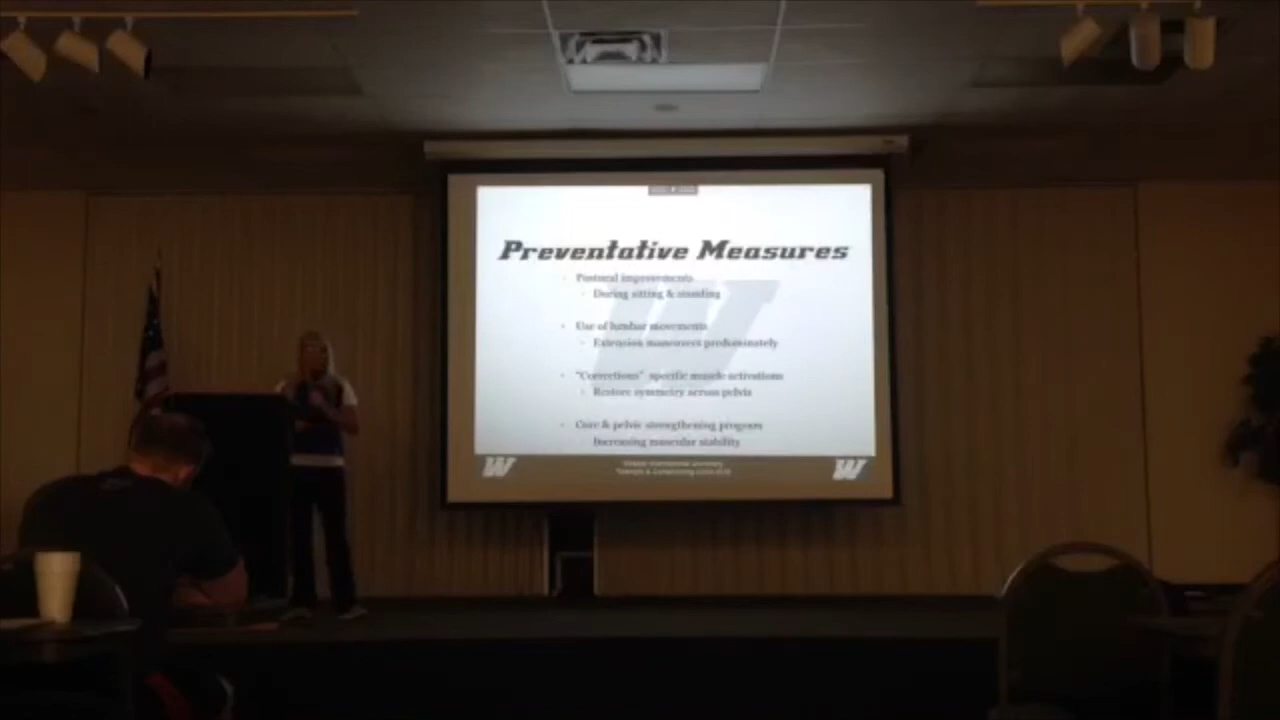 Preventative Measures
Postural improvements
During sitting & standing
Use of lumbar movements
Extension maneuvers predominately
"Corrections" specific muscle activations
Restore symmetry across pelvis
Core & pelvic strengthening program
Increasing muscular stability
W
W
W